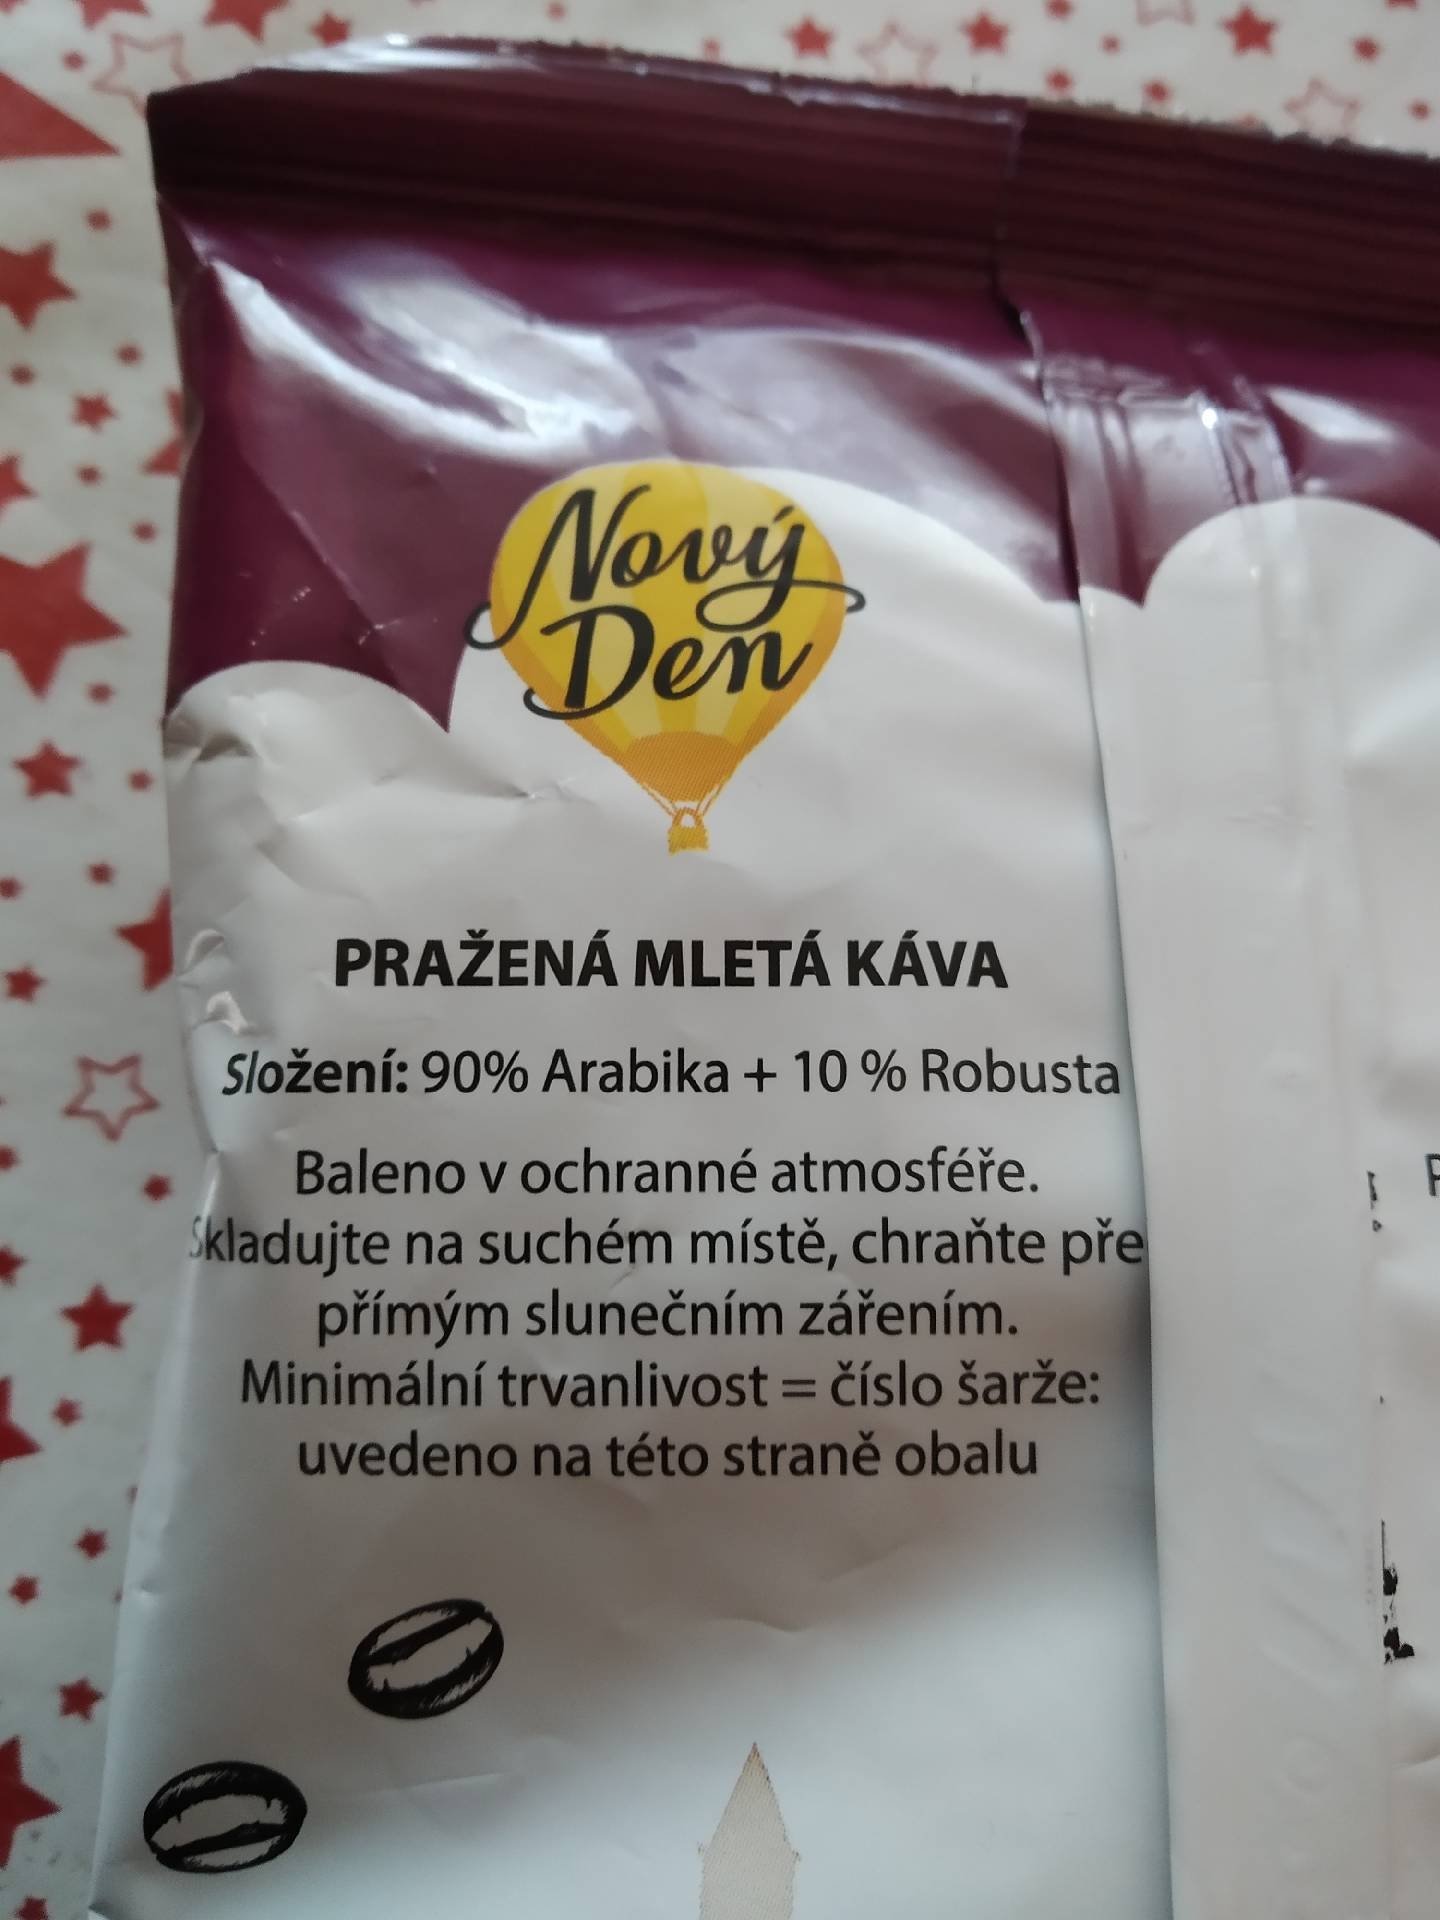 Nový
Den
PRAŽENÁ MLETÁ KÁVA
Složení: 90% Arabika + 10 % Robusta
Baleno v ochranné atmosféře.
Skladujte na suchém místě, chraňte pře
přímým slunečním zářením.
Minimální trvanlivost = číslo šarže:
uvedeno na této straně obalu